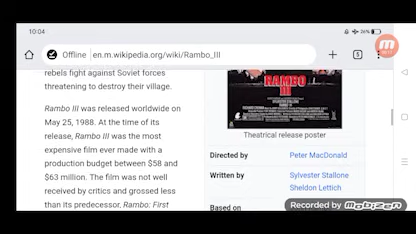 10:04
26%
Offline en.m.wikipedia.org/wiki/Rambo_III
5
rebels fight against Soviet forces
threatening to destroy their village.
Rambo III was released worldwide on
May 25, 1988. At the time of its
release, Rambo III was the most
expensive film ever made with a
production budget between $58 and
$63 million. The film was not well
received by critics and grossed less
than its predecessor, Rambo: First
RAMBO
III
Theatrical release poster
Directed by Peter MacDonald
Written by Sylvester Stallone
Sheldon Lettich
Based on
Recorded by Mobizen